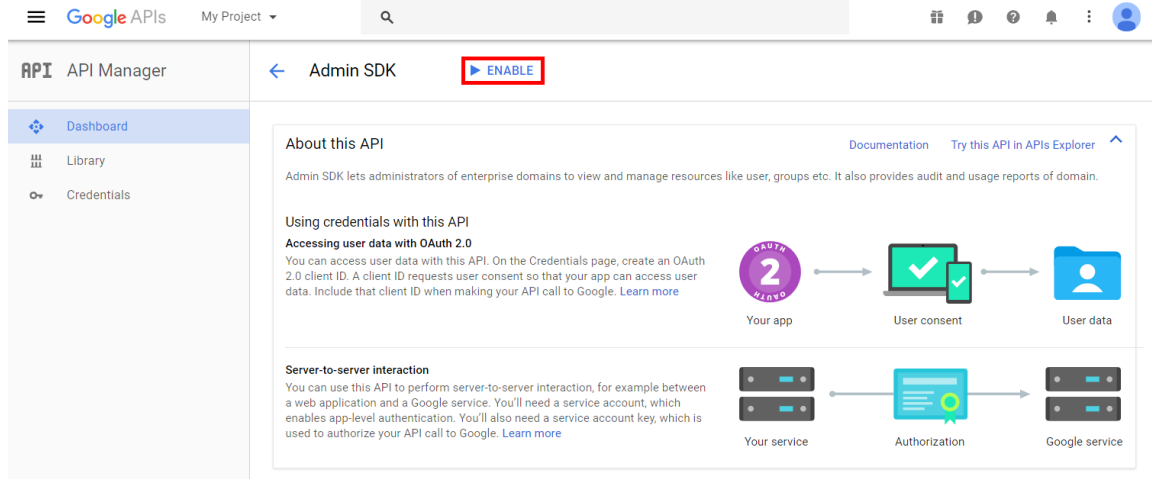 Google APIs
My Project
API API Manager
Admin SDK
ENABLE
Dashboard
Library
Credentials
About this API
Documentation
Try this API in APIs Explorer
Admin SDK lets administrators of enterprise domains to view and manage resources like user, groups etc. It also provides audit and usage reports of domain.
Using credentials with this API
Accessing user data with OAuth 2.0
You can access user data with this API. On the Credentials page, create an OAuth
2.0 client ID. A client ID requests user consent so that your app can access user
data. Include that client ID when making your API call to Google. Learn more
OAUTH
2
OAUTH
Your app
User consent
User data
Server-to-server interaction
You can use this API to perform server-to-server interaction, for example between
a web application and a Google service. You'll need a service account, which
enables app-level authentication. You'll also need a service account key, which is
used to authorize your API call to Google. Learn more
Your service
Authorization
Google service